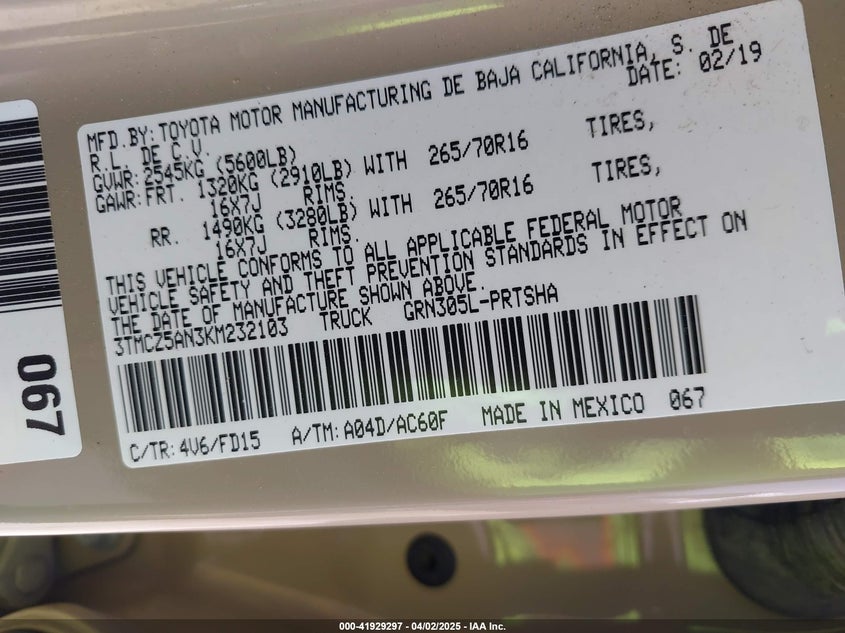 MFD.BY: TOYOTA MOTOR MANUFACTURING DE BAJA CALIFORNIA, S. DE
R.L. DE C.V. DATE: 02/19
GVWR: 2545KG (5600LB)
GAWR: FRT. 1320KG (2910LB) WITH 265/70R16 TIRES,
16X7J RIMS.
RR. 1490KG (3280LB) WITH 265/70R16 TIRES,
16X7J RIMS.
THIS VEHICLE CONFORMS TO ALL APPLICABLE FEDERAL MOTOR
VEHICLE SAFETY AND THEFT PREVENTION STANDARDS IN EFFECT ON
THE DATE OF MANUFACTURE SHOWN ABOVE.
3TMCZ5AN3KM232103 TRUCK GRN305L-PRTSHA
C/TR: 4V6/FD15 A/TM: A04D/AC60F MADE IN MEXICO 067
067
000-41929297 - 04/02/2025 - IAA Inc.